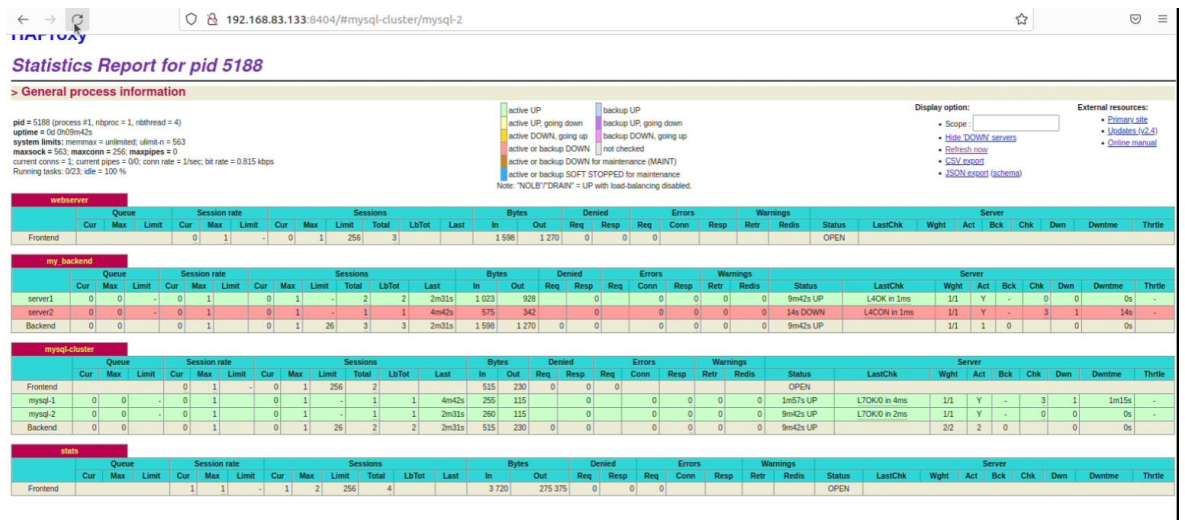 192.168.83.133:8404/#mysql-cluster/mysql-2
HAProxy
Statistics Report for pid 5188
> General process information
pid = 5188 (process #1, nbproc = 1, nbthread = 4)
uptime = 0d 0h09m42s
system limits: memmax = unlimited; ulimit-n = 563
maxsock = 563; maxconn = 256; maxpipes = 0
current conns = 1; current pipes = 0/0; conn rate = 1/sec; bit rate = 0.815 kbps
Running tasks: 0/23; idle = 100 %
active UP backup UP
active UP, going down backup UP, going down
active DOWN, going up backup DOWN, going up
active or backup DOWN not checked
active or backup DOWN for maintenance (MAINT)
active or backup SOFT STOPPED for maintenance
Note: "NOLB"/"DRAIN" = UP with load-balancing disabled.
Display option:
• Scope :
• Hide 'DOWN' servers
• Refresh now
• CSV export
• JSON export (schema)
External resources:
• Primary site
• Updates (v2.4)
• Online manual
webserver
Queue Session rate Sessions Bytes Denied Errors Warnings Server
Cur Max Limit Cur Max Limit Cur Max Limit Total LbTot Last In Out Req Resp Req Conn Resp Retr Redis Status LastChk Wght Act Bck Chk Dwn Dwntme Thrtle
Frontend 0 1 - 0 1 256 3 1 598 1 270 0 0 0 OPEN
my_backend
Queue Session rate Sessions Bytes Denied Errors Warnings Server
Cur Max Limit Cur Max Limit Cur Max Limit Total LbTot Last In Out Req Resp Req Conn Resp Retr Redis Status LastChk Wght Act Bck Chk Dwn Dwntme Thrtle
server1 0 0 - 0 1 0 1 - 2 2 2m31s 1 023 928 0 0 0 0 0 9m42s UP L4OK in 1ms 1/1 Y - 0 0 0s -
server2 0 0 - 0 1 0 1 - 1 1 4m42s 575 342 0 0 0 0 0 14s DOWN L4CON in 1ms 1/1 Y - 3 1 14s -
Backend 0 0 0 1 0 1 26 3 3 2m31s 1 598 1 270 0 0 0 0 0 0 9m42s UP 1/1 1 0 0 0s
mysql-cluster
Queue Session rate Sessions Bytes Denied Errors Warnings Server
Cur Max Limit Cur Max Limit Cur Max Limit Total LbTot Last In Out Req Resp Req Conn Resp Retr Redis Status LastChk Wght Act Bck Chk Dwn Dwntme Thrtle
Frontend 0 1 - 0 1 256 2 515 230 0 0 0 OPEN
mysql-1 0 0 - 0 1 0 1 - 1 1 4m42s 255 115 0 0 0 0 0 1m57s UP L7OK/0 in 4ms 1/1 Y - 3 1 1m15s -
mysql-2 0 0 - 0 1 0 1 - 1 1 2m31s 260 115 0 0 0 0 0 9m42s UP L7OK/0 in 2ms 1/1 Y - 0 0 0s -
Backend 0 0 0 1 0 1 26 2 2 2m31s 515 230 0 0 0 0 0 0 9m42s UP 2/2 2 0 0 0s
stats
Queue Session rate Sessions Bytes Denied Errors Warnings Server
Cur Max Limit Cur Max Limit Cur Max Limit Total LbTot Last In Out Req Resp Req Conn Resp Retr Redis Status LastChk Wght Act Bck Chk Dwn Dwntme Thrtle
Frontend 1 1 - 1 2 256 4 3 720 275 375 0 0 0 OPEN